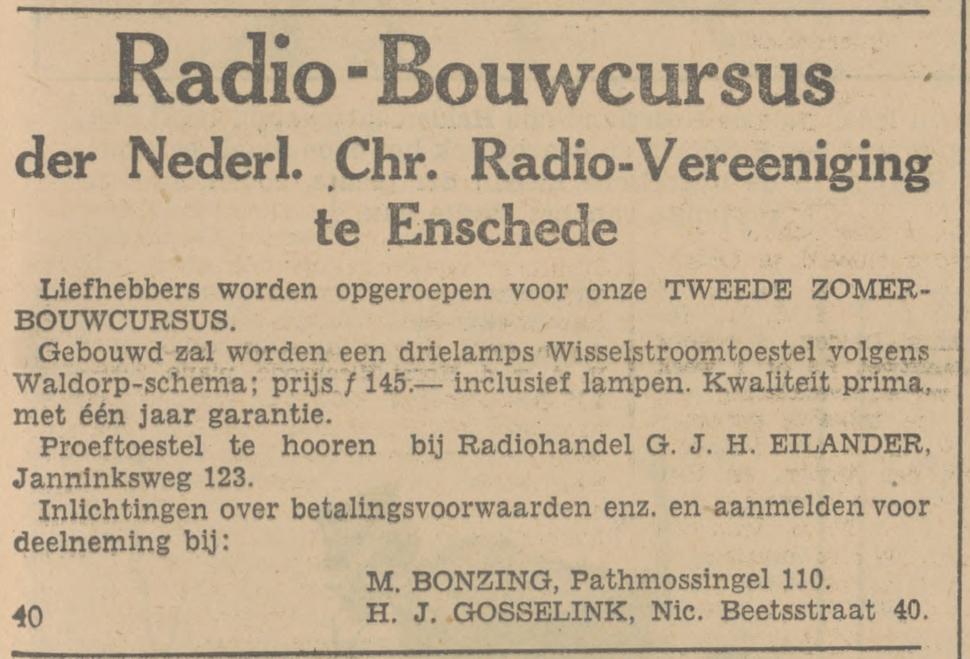 Radio-Bouwcursus
der Nederl. Chr. Radio-Vereeniging
te Enschede
Liefhebbers worden opgeroepen voor onze TWEEDE ZOMER-
BOUWCURSUS.
Gebouwd zal worden een drielamps Wisselstroomtoestel volgens
Waldorp-schema; prijs ƒ 145.— inclusief lampen. Kwaliteit prima,
met één jaar garantie.
Proeftoestel te hooren bij Radiohandel G. J. H. EILANDER,
Janninksweg 123.
Inlichtingen over betalingsvoorwaarden enz. en aanmelden voor
deelneming bij:
M. BONZING, Pathmossingel 110.
40 H. J. GOSSELINK, Nic. Beetsstraat 40.